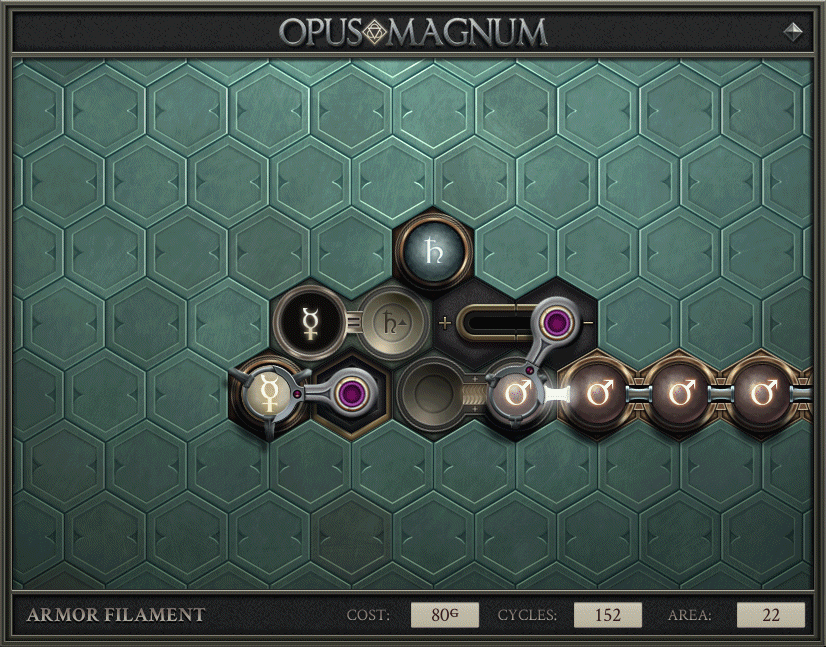 OPUS MAGNUM
♄
☿ ♄
+ -
☿ ♂ ♂ ♂ ♂
ARMOR FILAMENT COST: 80G CYCLES: 152 AREA: 22